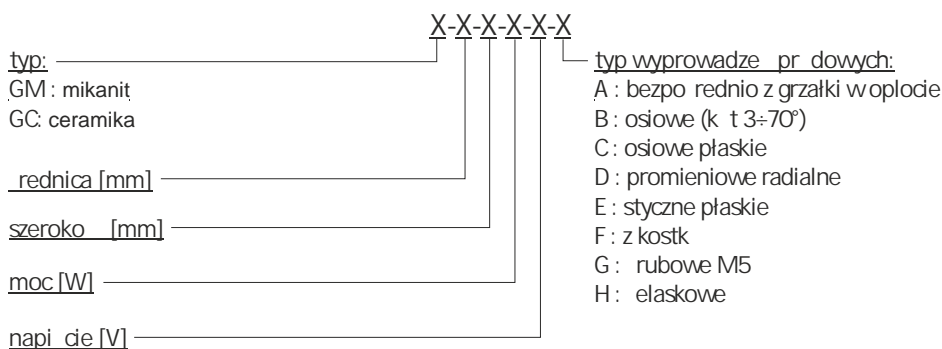 X-X-X-X-X-X
typ:
GM : mikanit
GC: ceramika
rednica [mm]
szeroko [mm]
moc [W]
napi cie [V]
typ wyprowadze pr dowych:
A : bezpo rednio z grzałki w oplocie
B : osiowe (k t 3÷70°)
C : osiowe płaskie
D : promieniowe radialne
E : styczne płaskie
F : z kostk
G : rubowe M5
H : elaskowe